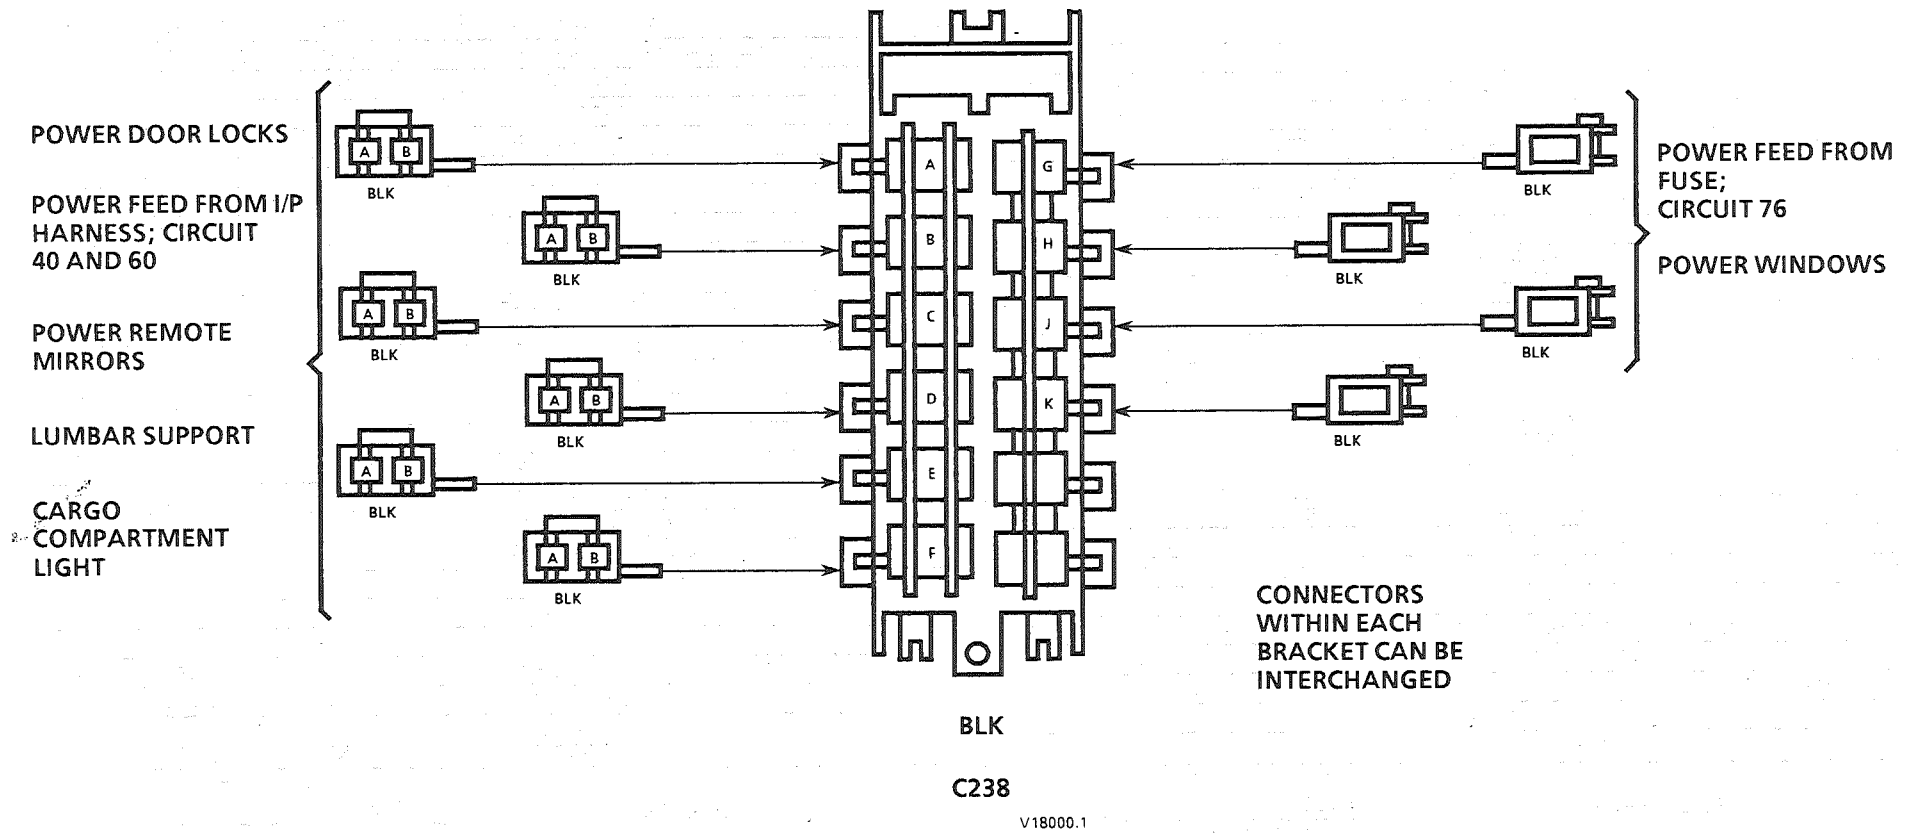 POWER DOOR LOCKS
POWER FEED FROM I/P
HARNESS; CIRCUIT
40 AND 60
POWER REMOTE
MIRRORS
LUMBAR SUPPORT
CARGO
COMPARTMENT
LIGHT
A B
BLK
A B
BLK
A B
BLK
A B
BLK
A B
BLK
A B
BLK
A
B
C
D
E
F
G
H
J
K
BLK
BLK
BLK
BLK
POWER FEED FROM
FUSE;
CIRCUIT 76
POWER WINDOWS
CONNECTORS
WITHIN EACH
BRACKET CAN BE
INTERCHANGED
BLK
C238
V18000.1